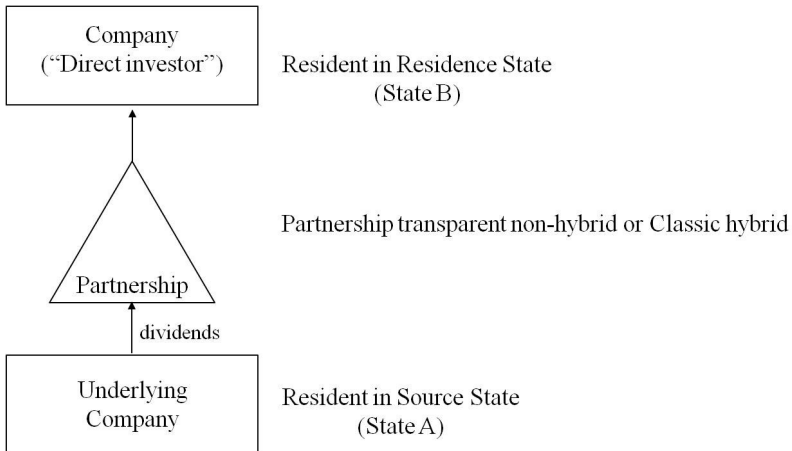 Company
(“Direct investor”)
Resident in Residence State
(State B)
Partnership transparent non-hybrid or Classic hybrid
Partnership
dividends
Underlying
Company
Resident in Source State
(State A)